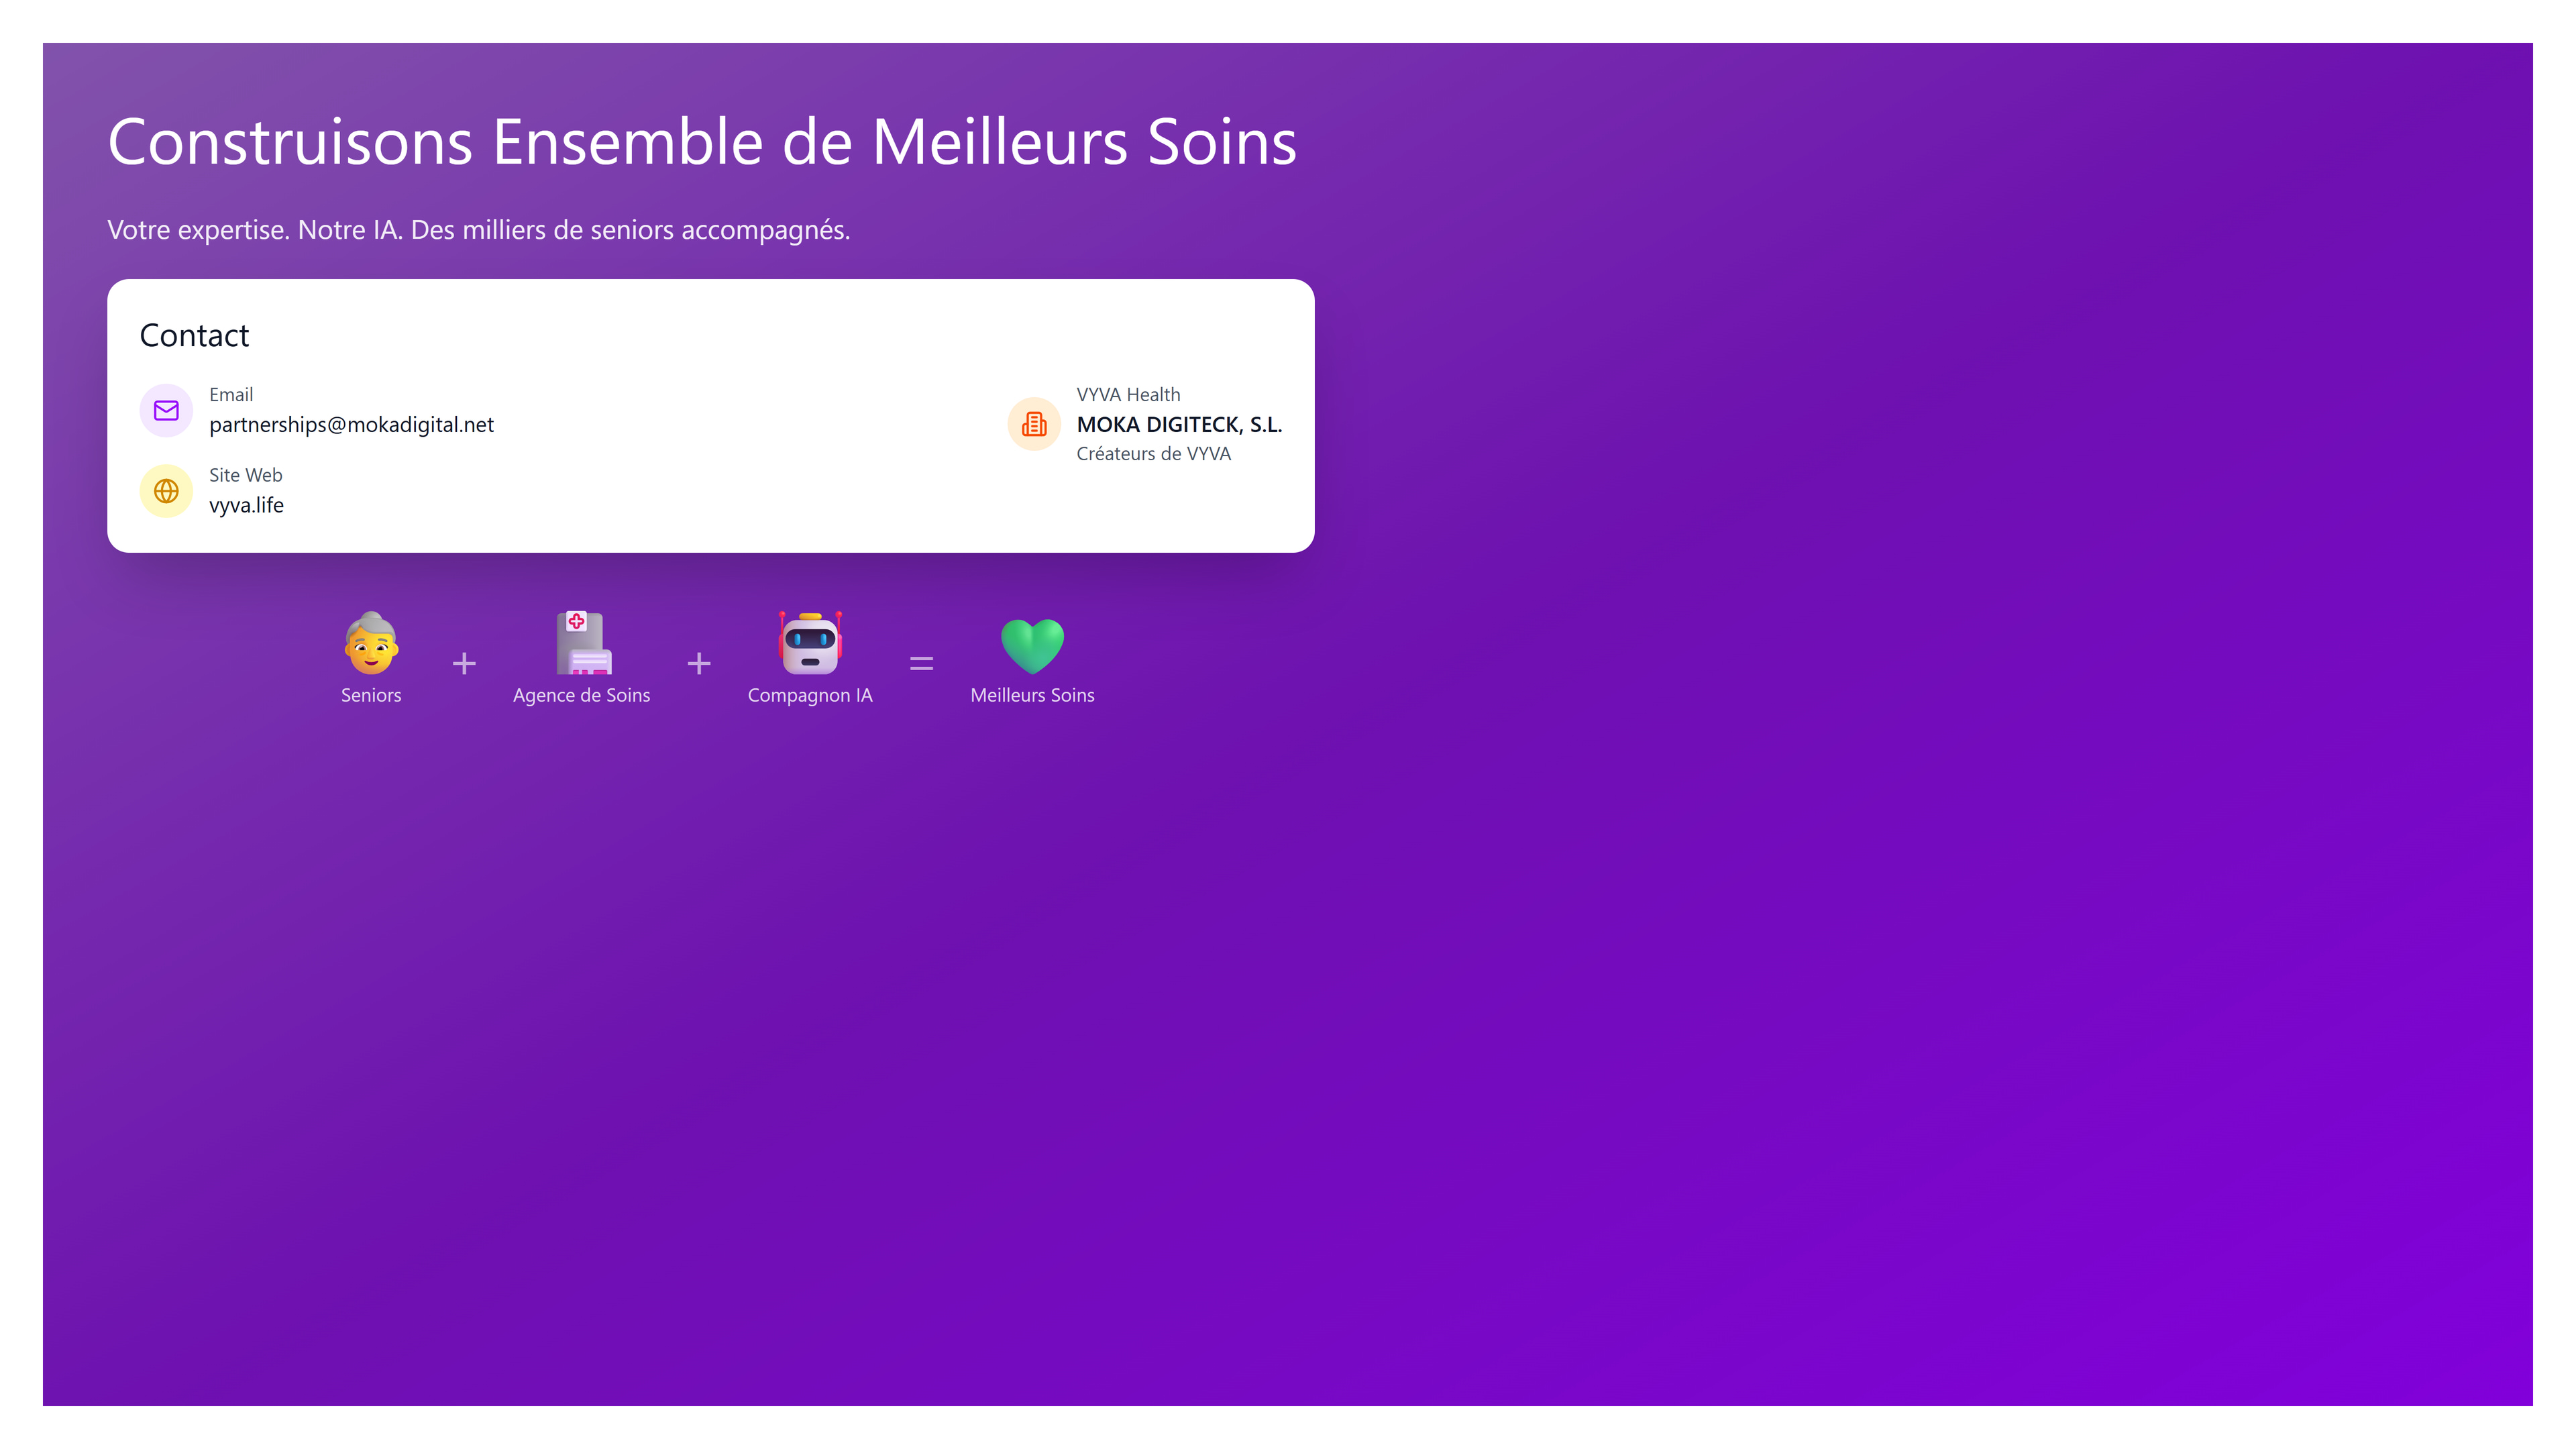 Construisons Ensemble de Meilleurs Soins
Votre expertise. Notre IA. Des milliers de seniors accompagnés.
Contact
Email
partnerships@mokadigital.net
Site Web
vyva.life
VYVA Health
MOKA DIGITECK, S.L.
Créateurs de VYVA
Seniors
+
Agence de Soins
+
Compagnon IA
=
Meilleurs Soins